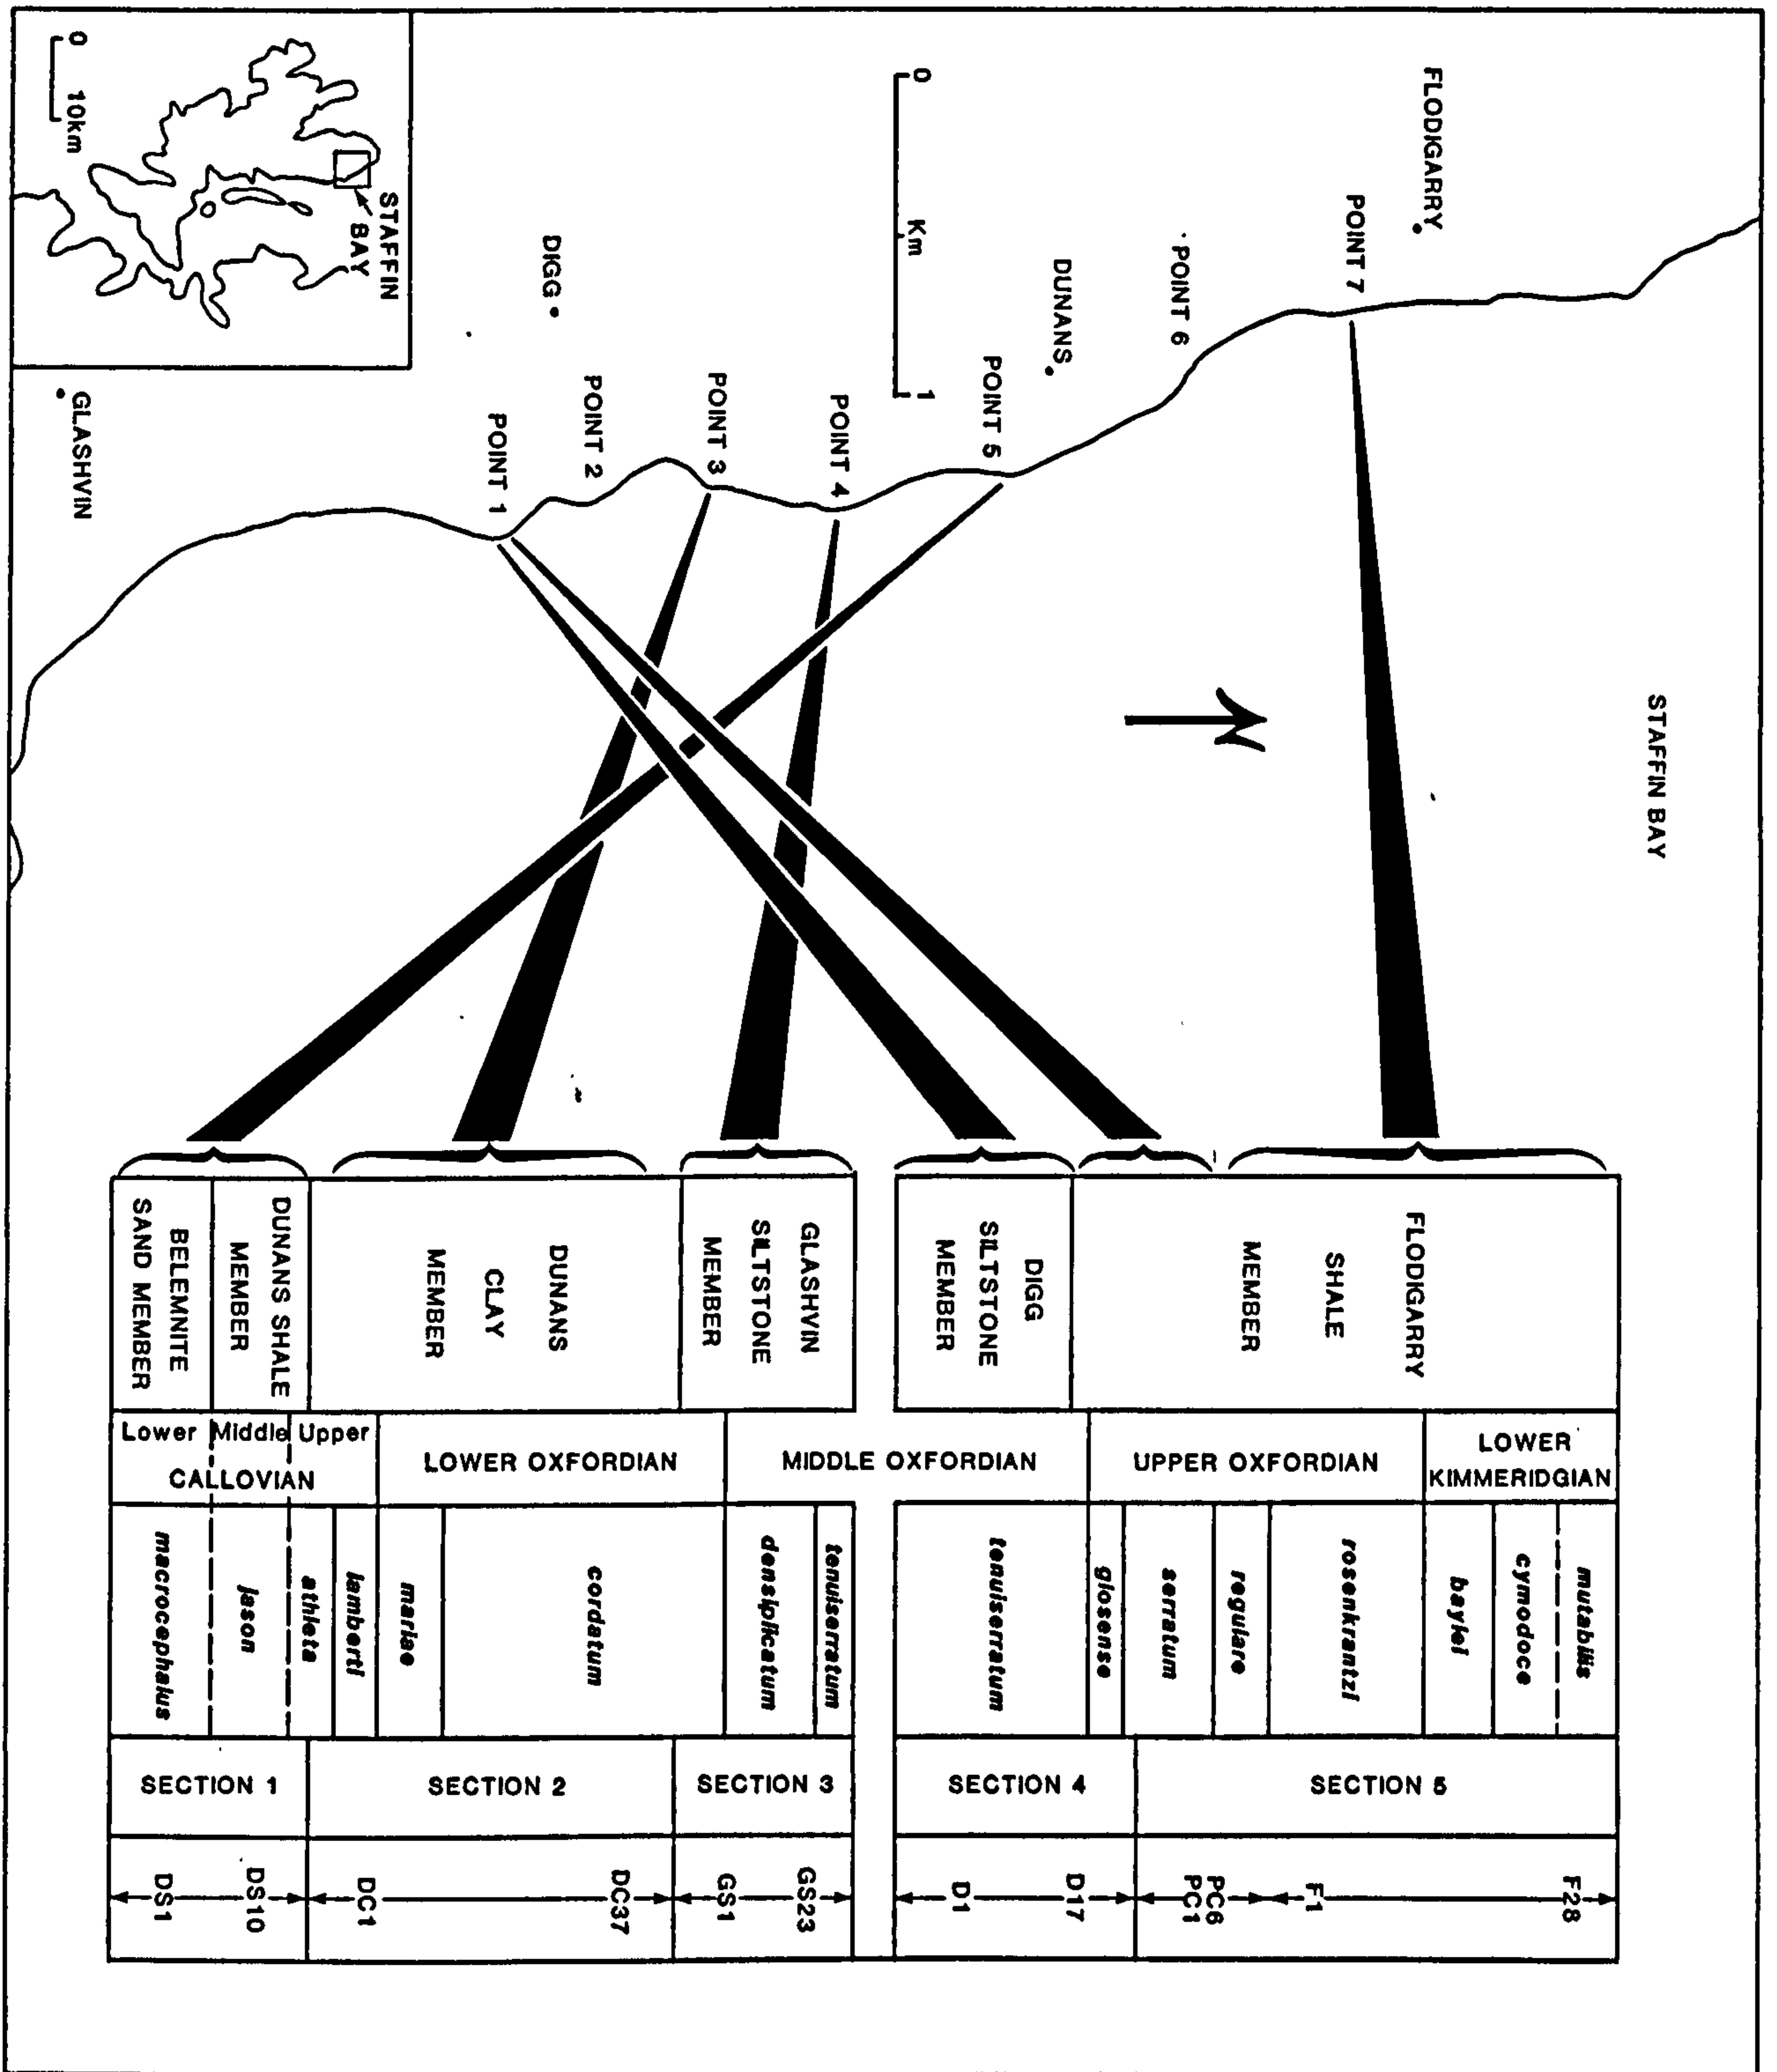 STAFFIN BAY
FLODIGARRY
POINT 7
POINT 6
DUNANS
POINT 5
0
Km
1
POINT 4
POINT 3
POINT 2
DIGG
POINT 1
GLASHVIN
STAFFIN
BAY
0
10km
N
FLODIGARRY
SHALE
MEMBER
DIGG
SILTSTONE
MEMBER
GLASHVIN
SILTSTONE
MEMBER
DUNANS
CLAY
MEMBER
DUNANS SHALE
MEMBER
BELEMNITE
SAND MEMBER
LOWER
KIMMERIDGIAN
UPPER OXFORDIAN
MIDDLE OXFORDIAN
LOWER OXFORDIAN
Upper
Middle
Lower
CALLOVIAN
mutabilis
cymodoce
baylei
rosenkrantzi
regulare
serratum
glosense
tenuiserratum
tenuiserratum
densiplicatum
cordatum
mariae
lamberti
athleta
jason
macrocephalus
SECTION 5
SECTION 4
SECTION 3
SECTION 2
SECTION 1
F28
F1
PC6
PC1
D17
D1
GS23
GS1
DC37
DC1
DS10
DS1